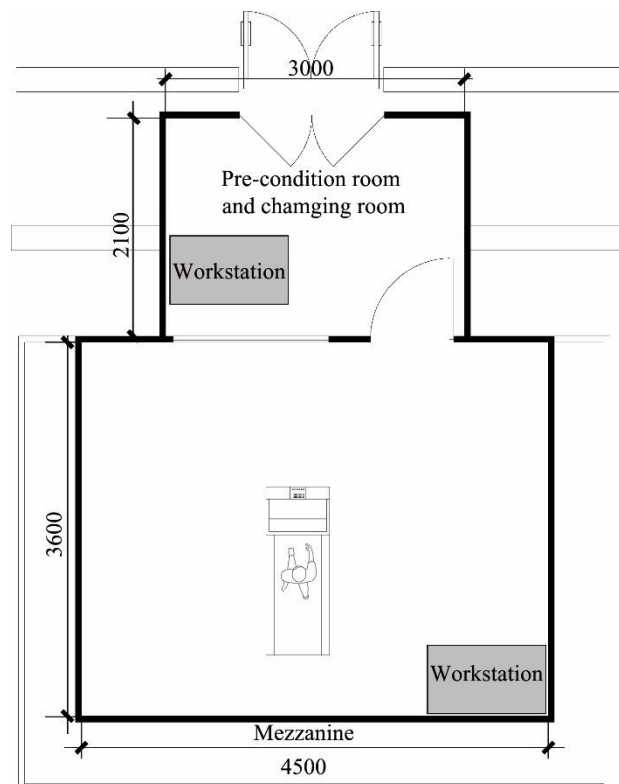 3000
Pre-condition room
and chamging room
2100
Workstation
3600
Workstation
Mezzanine
4500